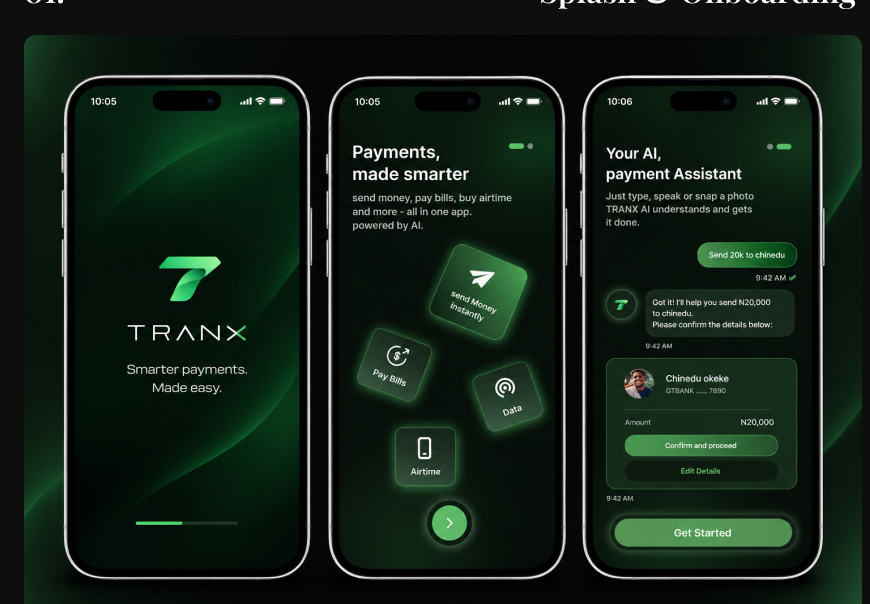 01.
Splash & Onboarding
10:05
TRANX
Smarter payments.
Made easy.
10:05
Payments,
made smarter
send money, pay bills, buy airtime
and more - all in one app.
powered by AI.
send Money
instantly
Pay Bills
Data
Airtime
10:06
Your AI,
payment Assistant
Just type, speak or snap a photo
TRANX AI understands and gets
it done.
Send 20k to chinedu
9:42 AM
Got it! I'll help you send N20,000
to chinedu.
Please confirm the details below:
9:42 AM
Chinedu okeke
GTBANK ...... 7890
Amount N20,000
Confirm and proceed
Edit Details
9:42 AM
Get Started